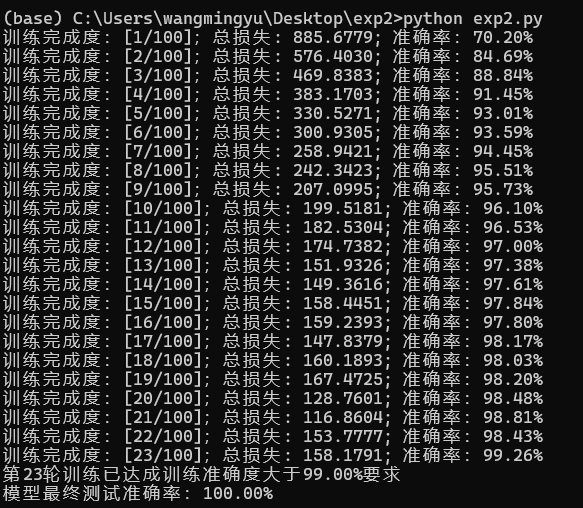 (base) C:\Users\wangmingyu\Desktop\exp2>python exp2.py
训练完成度: [1/100]; 总损失: 885.6779; 准确率: 70.20%
训练完成度: [2/100]; 总损失: 576.4030; 准确率: 84.69%
训练完成度: [3/100]; 总损失: 469.8383; 准确率: 88.84%
训练完成度: [4/100]; 总损失: 383.1703; 准确率: 91.45%
训练完成度: [5/100]; 总损失: 330.5271; 准确率: 93.01%
训练完成度: [6/100]; 总损失: 300.9305; 准确率: 93.59%
训练完成度: [7/100]; 总损失: 258.9421; 准确率: 94.45%
训练完成度: [8/100]; 总损失: 242.3423; 准确率: 95.51%
训练完成度: [9/100]; 总损失: 207.0995; 准确率: 95.73%
训练完成度: [10/100]; 总损失: 199.5181; 准确率: 96.10%
训练完成度: [11/100]; 总损失: 182.5304; 准确率: 96.53%
训练完成度: [12/100]; 总损失: 174.7382; 准确率: 97.00%
训练完成度: [13/100]; 总损失: 151.9326; 准确率: 97.38%
训练完成度: [14/100]; 总损失: 149.3616; 准确率: 97.61%
训练完成度: [15/100]; 总损失: 158.4451; 准确率: 97.84%
训练完成度: [16/100]; 总损失: 159.2393; 准确率: 97.80%
训练完成度: [17/100]; 总损失: 147.8379; 准确率: 98.17%
训练完成度: [18/100]; 总损失: 160.1893; 准确率: 98.03%
训练完成度: [19/100]; 总损失: 167.4725; 准确率: 98.20%
训练完成度: [20/100]; 总损失: 128.7601; 准确率: 98.48%
训练完成度: [21/100]; 总损失: 116.8604; 准确率: 98.81%
训练完成度: [22/100]; 总损失: 153.7777; 准确率: 98.43%
训练完成度: [23/100]; 总损失: 158.1791; 准确率: 99.26%
第23轮训练已达成训练准确度大于99.00%要求
模型最终测试准确率: 100.00%